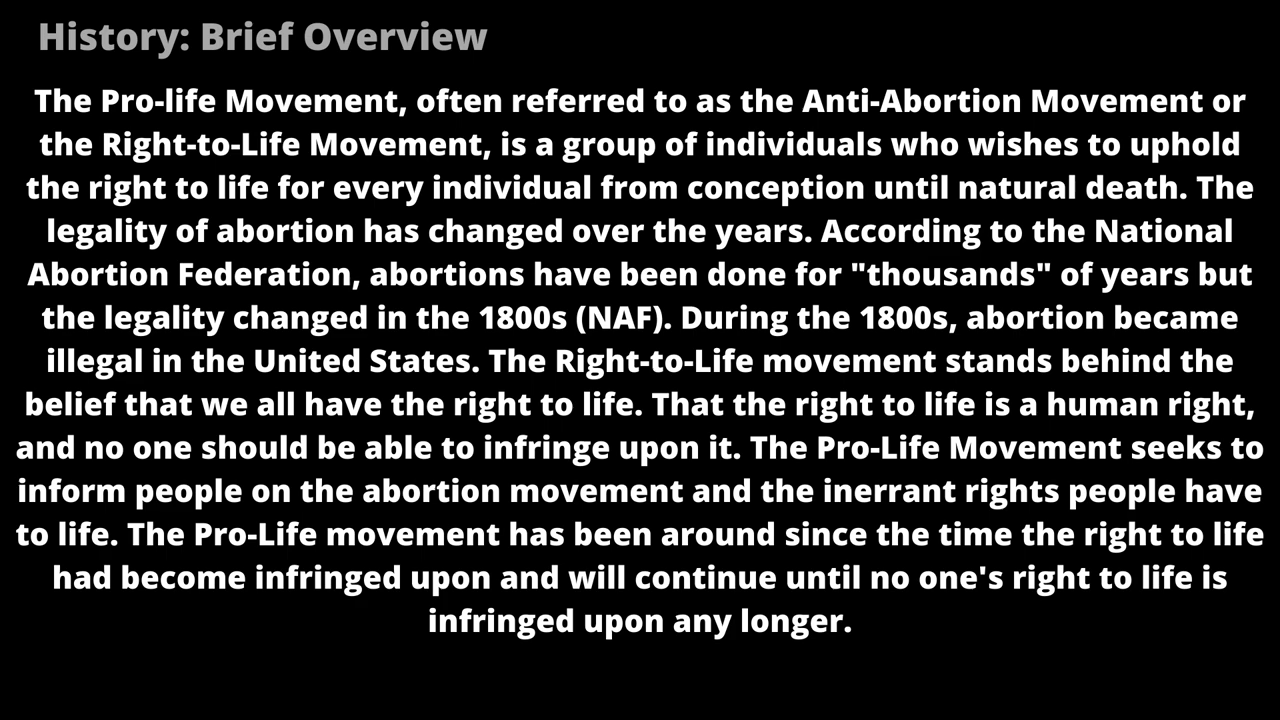 History: Brief Overview
The Pro-life Movement, often referred to as the Anti-Abortion Movement or
the Right-to-Life Movement, is a group of individuals who wishes to uphold
the right to life for every individual from conception until natural death. The
legality of abortion has changed over the years. According to the National
Abortion Federation, abortions have been done for "thousands" of years but
the legality changed in the 1800s (NAF). During the 1800s, abortion became
illegal in the United States. The Right-to-Life movement stands behind the
belief that we all have the right to life. That the right to life is a human right,
and no one should be able to infringe upon it. The Pro-Life Movement seeks to
inform people on the abortion movement and the inerrant rights people have
to life. The Pro-Life movement has been around since the time the right to life
had become infringed upon and will continue until no one's right to life is
infringed upon any longer.